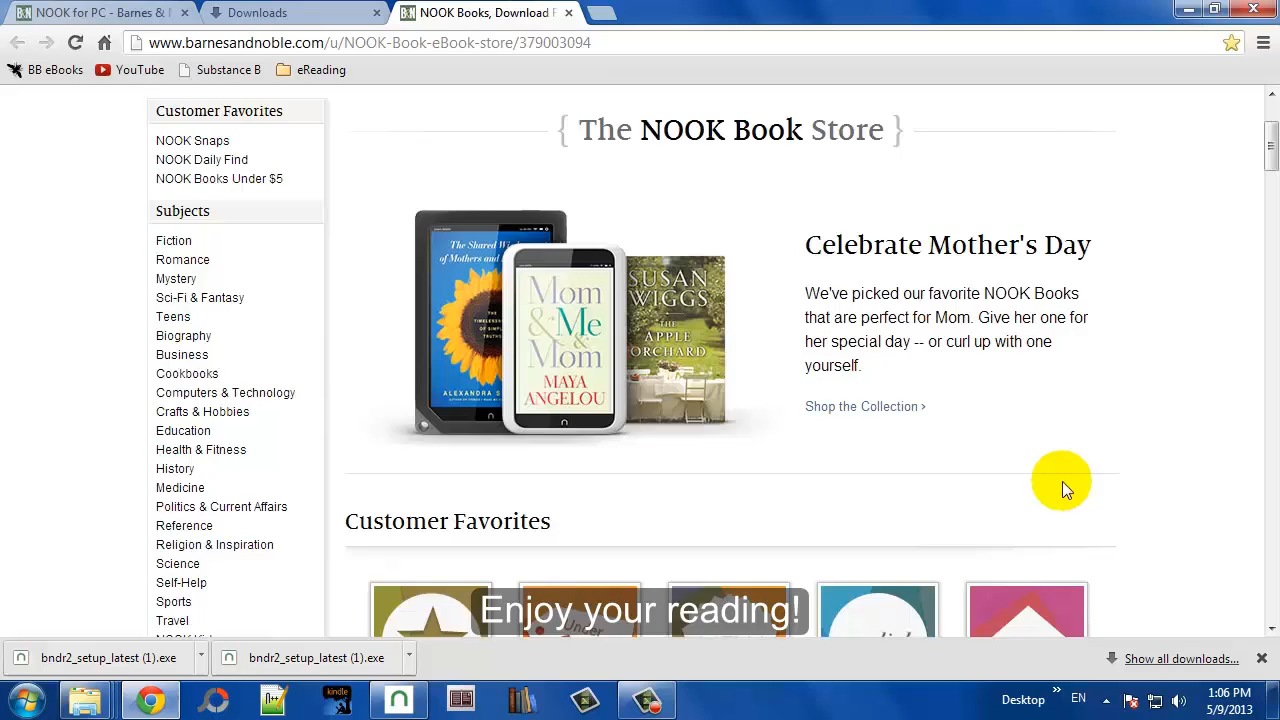 NOOK for PC - Barnes & N
Downloads
NOOK Books, Download E
www.barnesandnoble.com/u/NOOK-Book-eBook-store/379003094
BB eBooks
YouTube
Substance B
eReading
Customer Favorites
NOOK Snaps
NOOK Daily Find
NOOK Books Under $5
Subjects
Fiction
Romance
Mystery
Sci-Fi & Fantasy
Teens
Biography
Business
Cookbooks
Computers & Technology
Crafts & Hobbies
Education
Health & Fitness
History
Medicine
Politics & Current Affairs
Reference
Religion & Inspiration
Science
Self-Help
Sports
Travel
{ The NOOK Book Store }
The Shared
of Mothers and
THE
ALEXANDRA S
Mom
& Me &
Mom
MAYA
ANGELOU
SUSAN
WIGGS
THE
APPLE
ORCHARD
Celebrate Mother's Day
We've picked our favorite NOOK Books
that are perfect for Mom. Give her one for
her special day -- or curl up with one
yourself.
Shop the Collection ›
Customer Favorites
Under
Enjoy your reading!
bndr2_setup_latest (1).exe
bndr2_setup_latest (1).exe
Show all downloads...
kindle
Desktop
EN
1:06 PM
5/9/2013